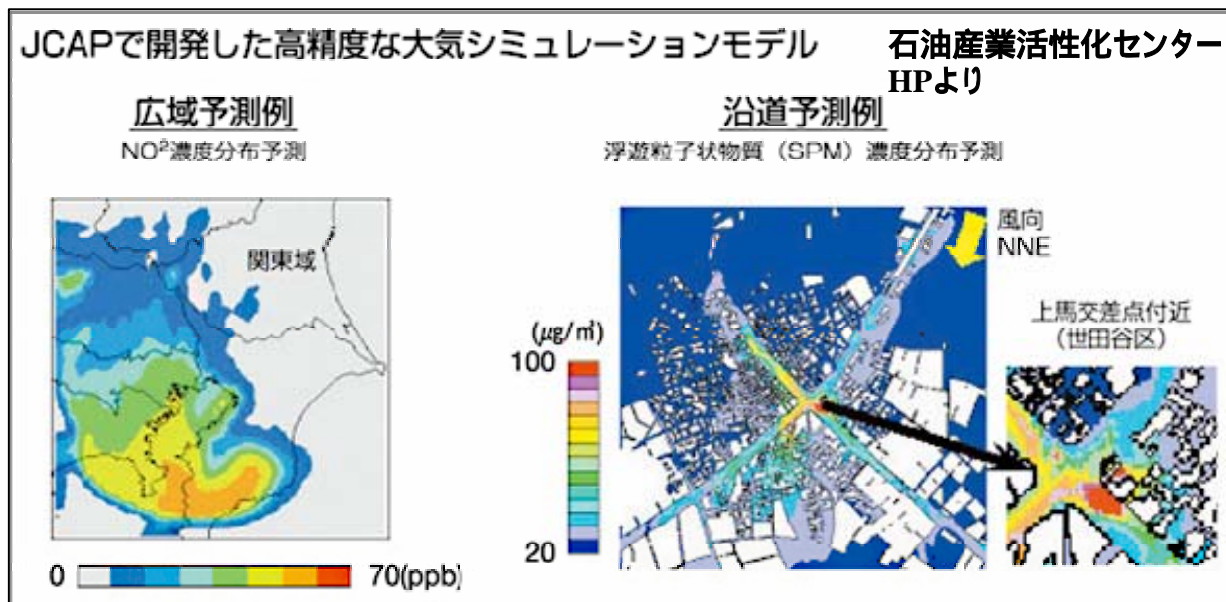 JCAPで開発した高精度な大気シミュレーションモデル
石油産業活性化センター
HPより
広域予測例
NO²濃度分布予測
関東域
0
70(ppb)
沿道予測例
浮遊粒子状物質（SPM）濃度分布予測
風向
NNE
(μg/㎥)
100
20
上馬交差点付近
（世田谷区）